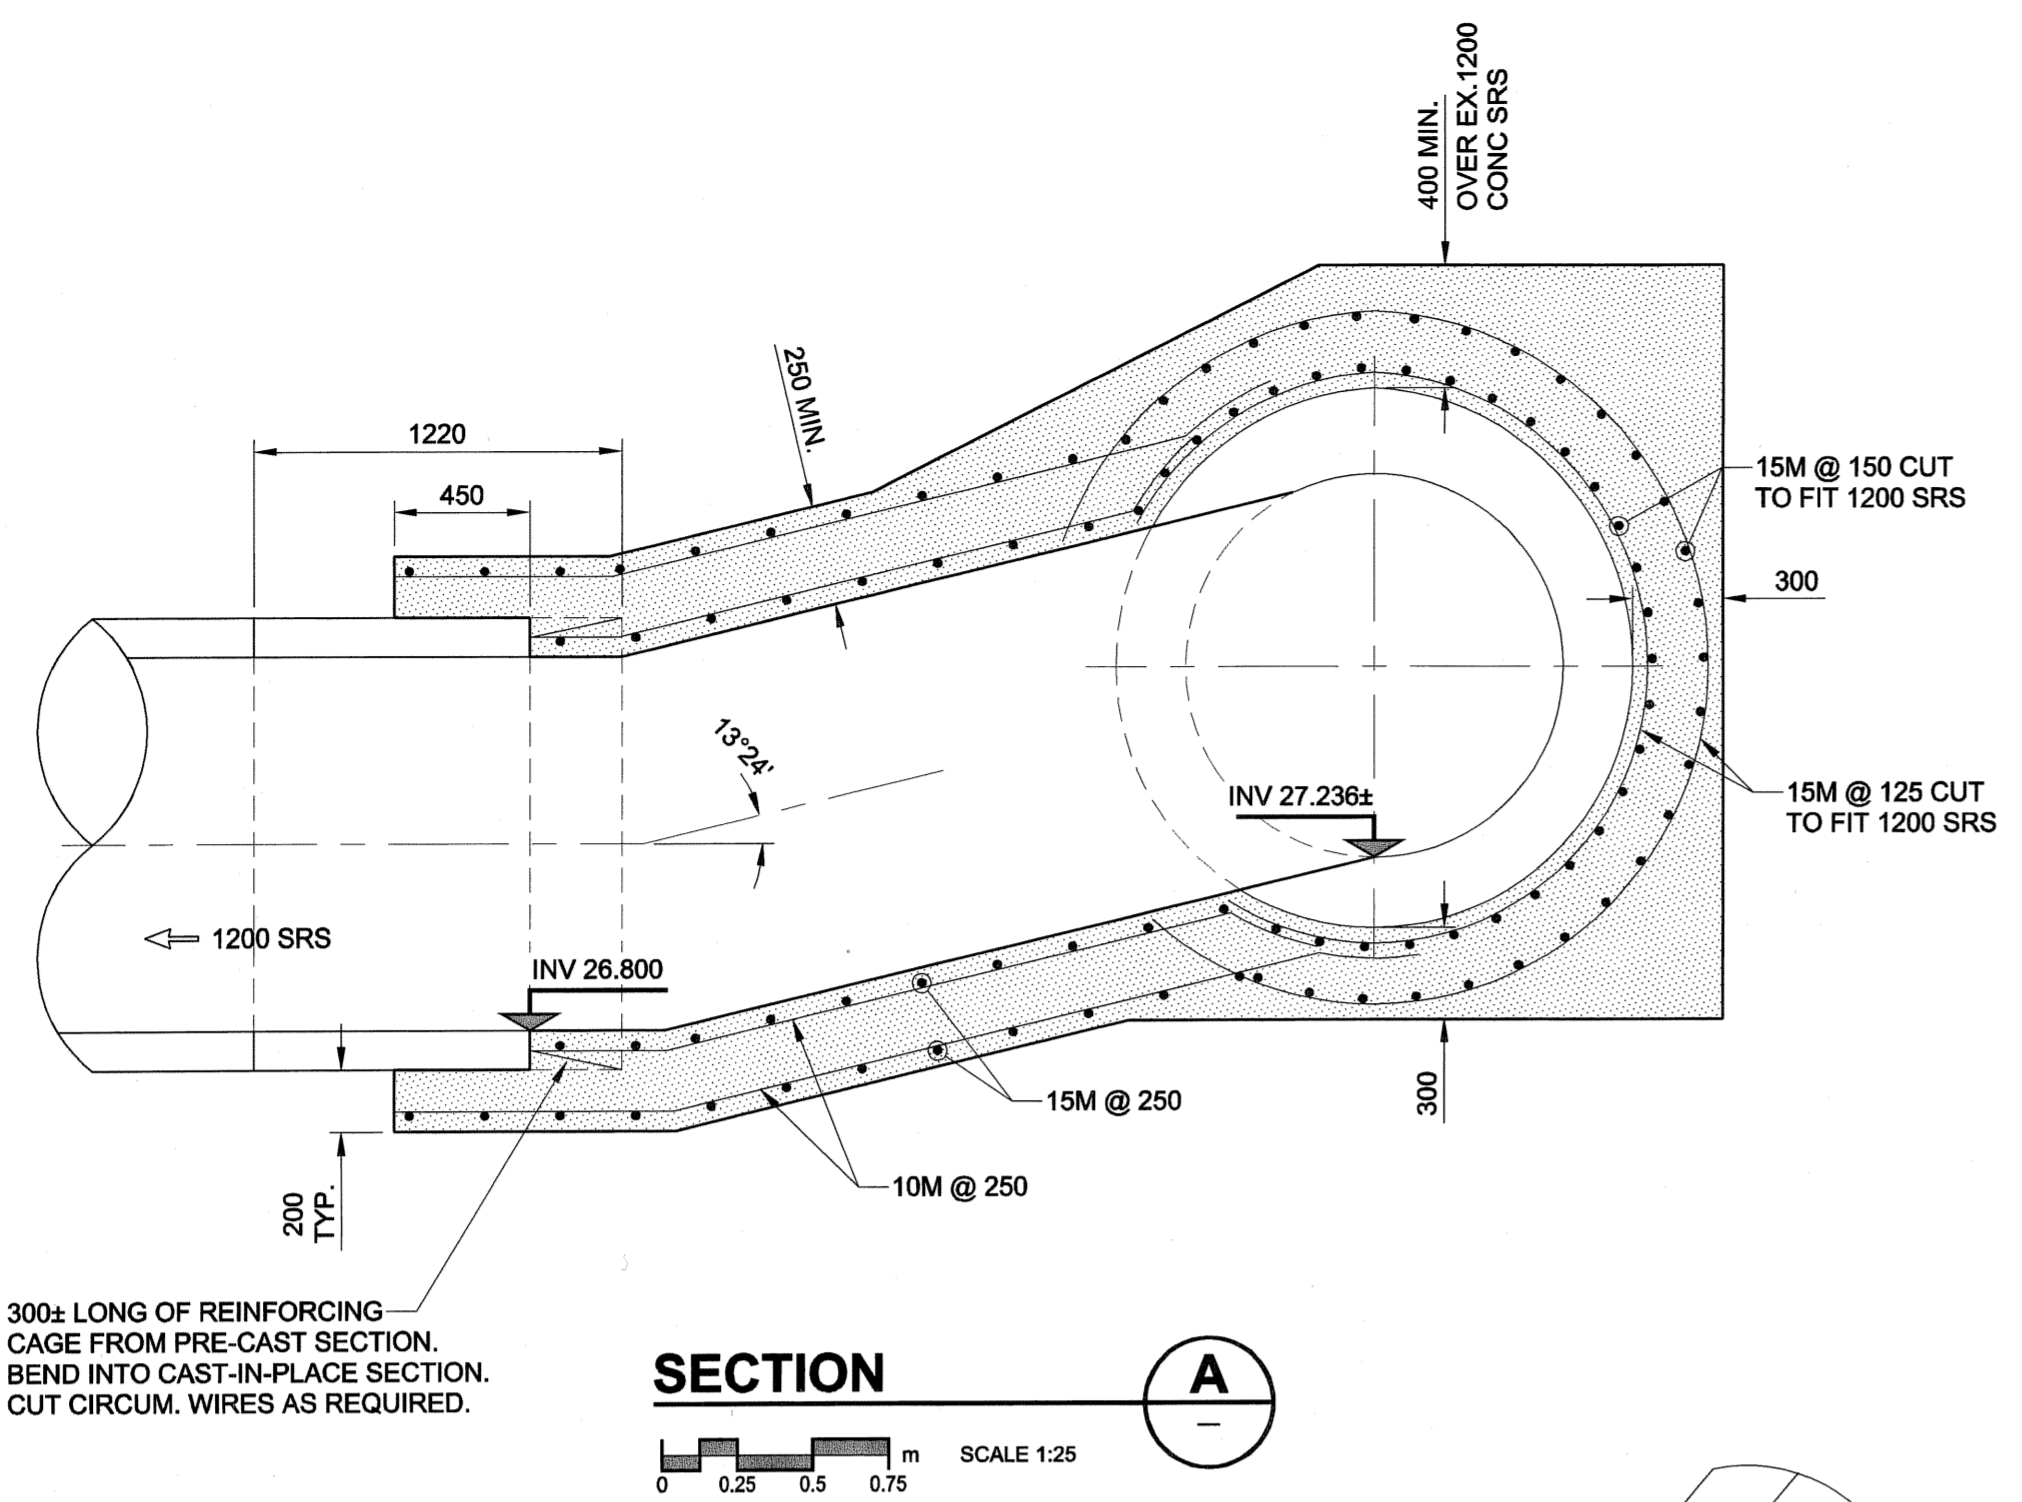 400 MIN.
OVER EX.1200
CONC SRS
250 MIN.
1220
450
15M @ 150 CUT
TO FIT 1200 SRS
300
13°24'
INV 27.236±
15M @ 125 CUT
TO FIT 1200 SRS
1200 SRS
INV 26.800
15M @ 250
300
10M @ 250
200
TYP.
300± LONG OF REINFORCING
CAGE FROM PRE-CAST SECTION.
BEND INTO CAST-IN-PLACE SECTION.
CUT CIRCUM. WIRES AS REQUIRED.
SECTION
A
–
m
SCALE 1:25
0 0.25 0.5 0.75